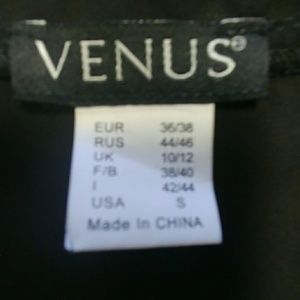 VENUS®
EUR 36/38
RUS 44/46
UK 10/12
F/B 38/40
I 42/44
USA S
Made In CHINA